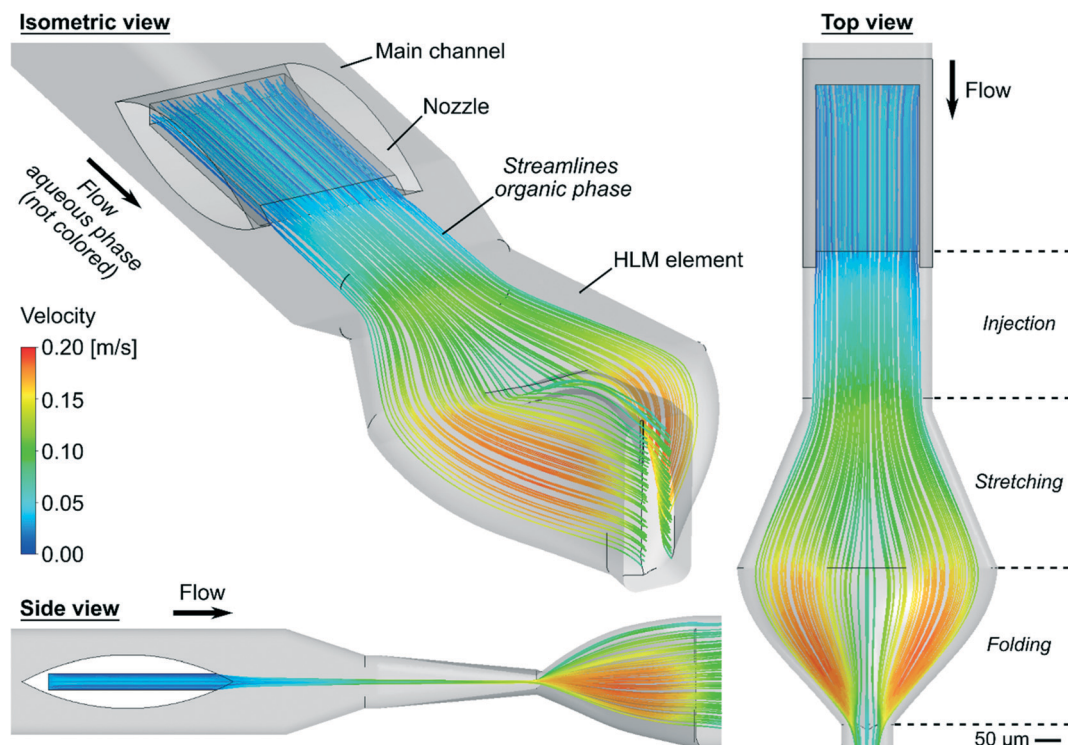 Isometric view
Main channel
Nozzle
Streamlines
organic phase
HLM element
Flow
aqueous phase
(not colored)
Velocity
0.20 [m/s]
0.15
0.10
0.05
0.00
Side view
Flow
Top view
Flow
Injection
Stretching
Folding
50 µm